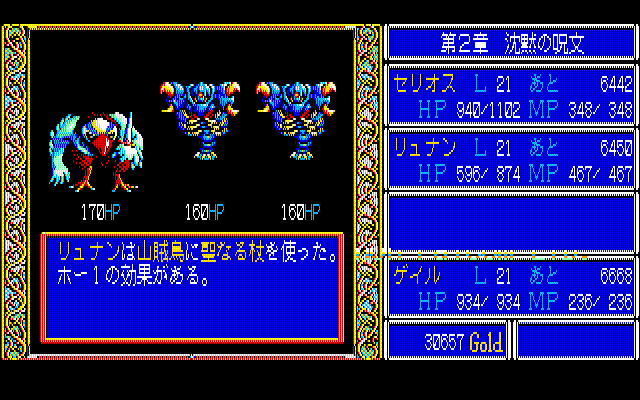 第2章 沈黙の呪文
セリオス L 21 あと 6442
HP 940/1102 MP 348/ 348
リュナン L 21 あと 6450
HP 596/ 874 MP 467/ 467
ゲイル L 21 あと 6668
HP 934/ 934 MP 236/ 236
30657 Gold
170HP 160HP 160HP
リュナンは山賊鳥に聖なる杖を使った。
ホー1の効果がある。